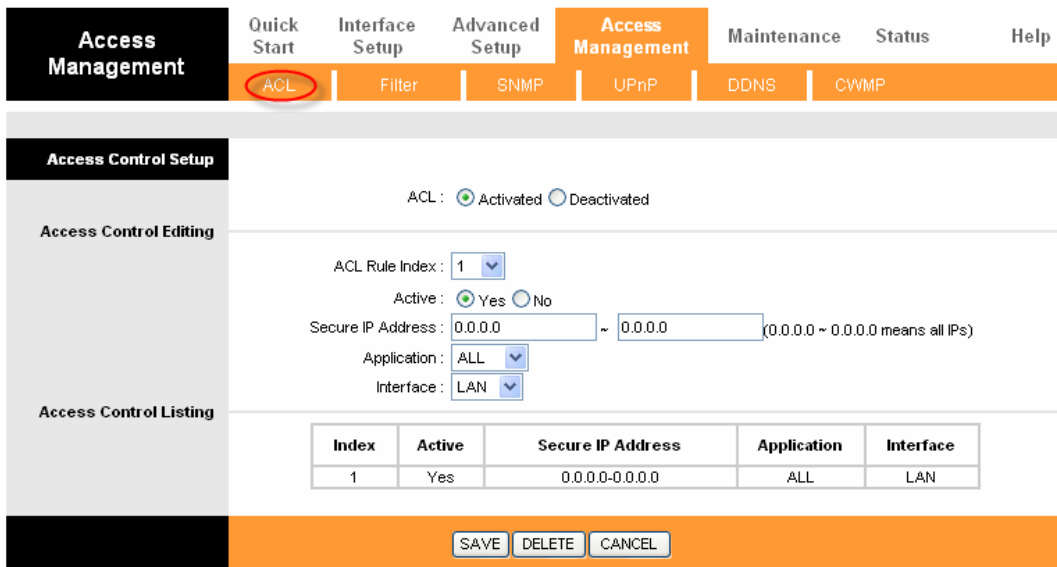 Access Management
Quick Start
Interface Setup
Advanced Setup
Access Management
Maintenance
Status
Help
ACL
Filter
SNMP
UPnP
DDNS
CWMP
Access Control Setup
ACL : Activated Deactivated
Access Control Editing
ACL Rule Index : 1
Active : Yes No
Secure IP Address : 0.0.0.0 ~ 0.0.0.0 (0.0.0.0 ~ 0.0.0.0 means all IPs)
Application : ALL
Interface : LAN
Access Control Listing
Index Active Secure IP Address Application Interface
1 Yes 0.0.0.0-0.0.0.0 ALL LAN
SAVE DELETE CANCEL